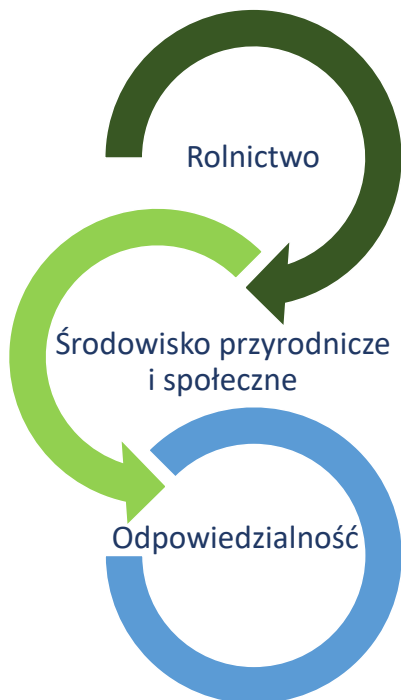 Rolnictwo
Środowisko przyrodnicze
i społeczne
Odpowiedzialność